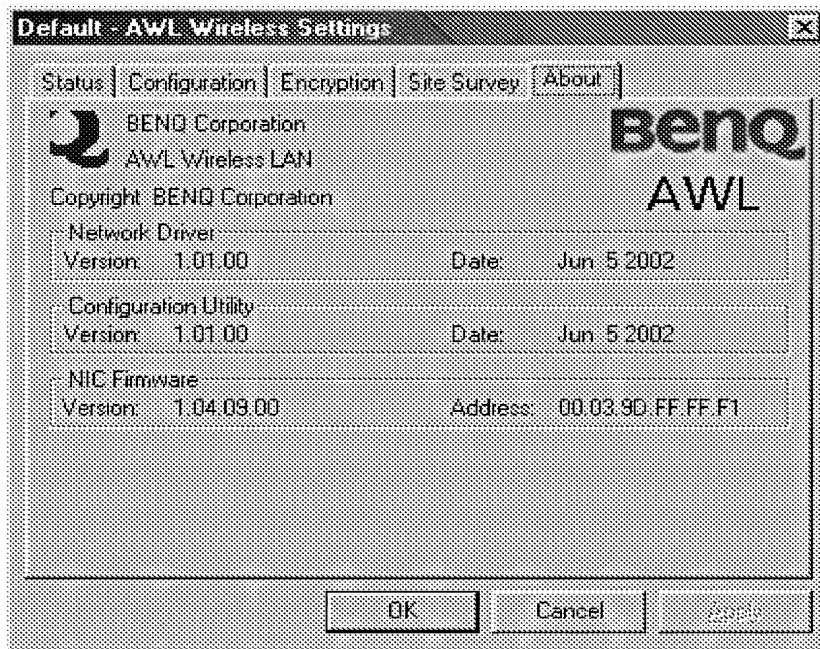 Default - AWL Wireless Settings
Status Configuration Encryption Site Survey About
BENQ Corporation
AWL Wireless LAN
BenQ
AWL
Copyright BENQ Corporation
Network Driver
Version: 1.01.00 Date: Jun 5 2002
Configuration Utility
Version: 1.01.00 Date: Jun 5 2002
NIC Firmware
Version: 1.04.09.00 Address: 00.03.9D.FF.FF.F1
OK Cancel Apply